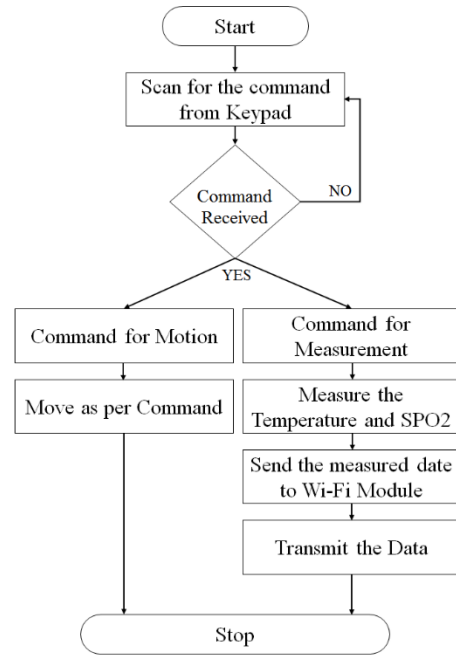 Start
Scan for the command
from Keypad
Command
Received
NO
YES
Command for Motion
Command for
Measurement
Move as per Command
Measure the
Temperature and SPO2
Send the measured date
to Wi-Fi Module
Transmit the Data
Stop